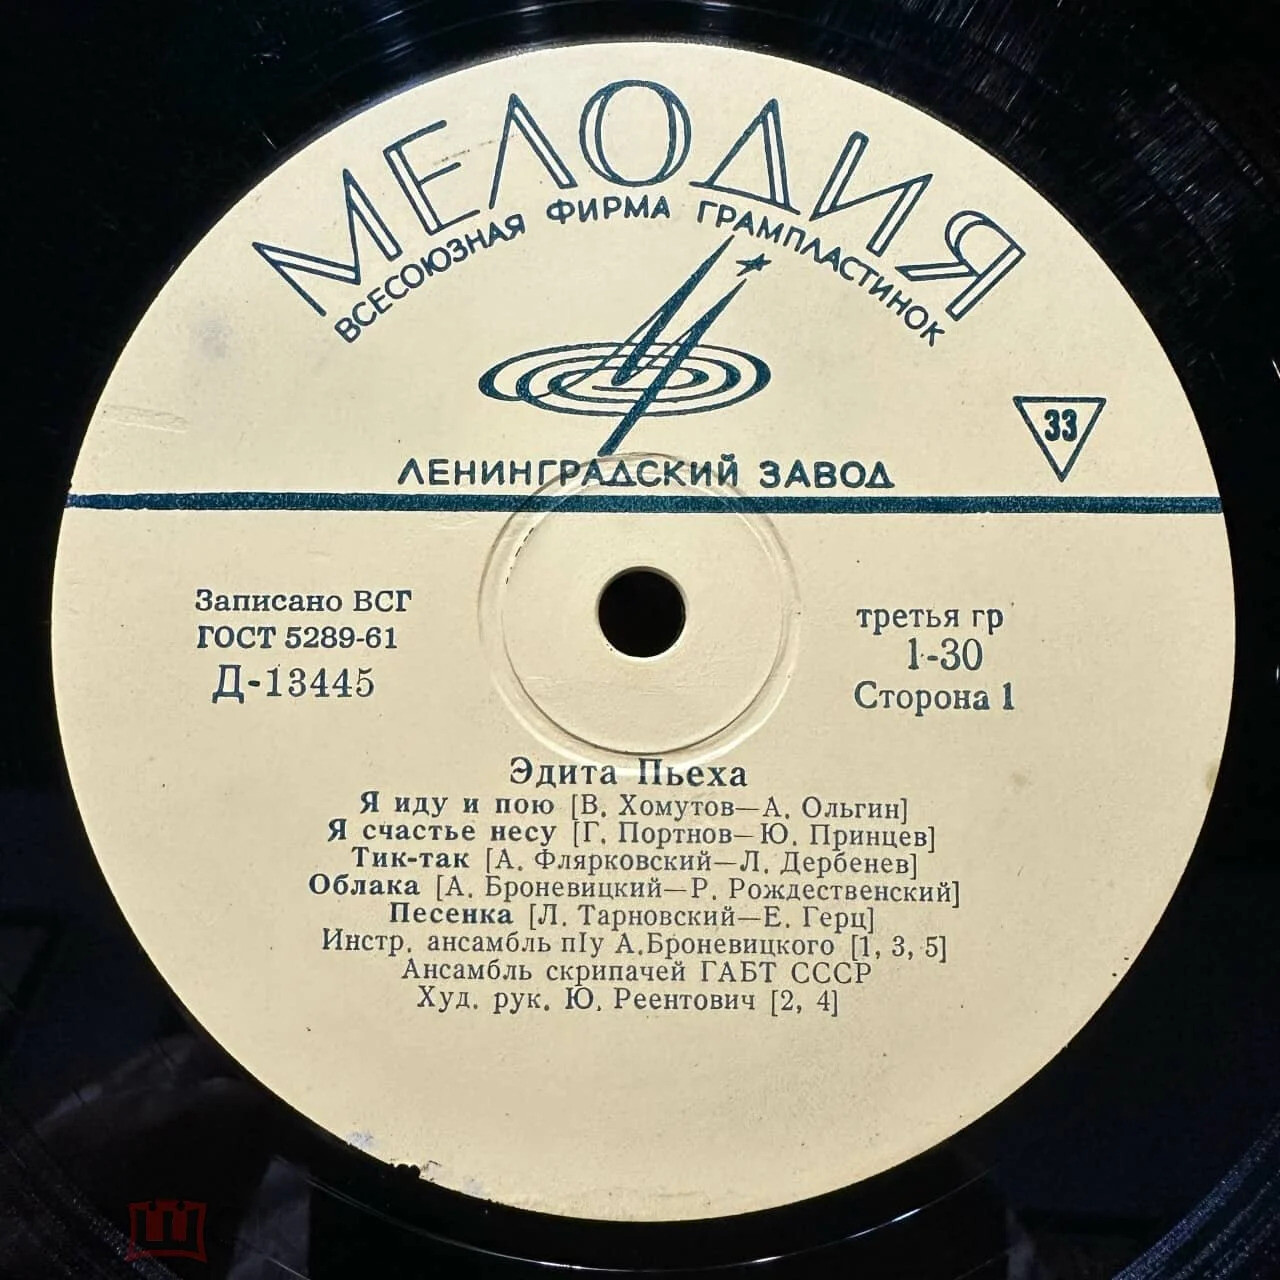 МЕЛОДИЯ
ВСЕСОЮЗНАЯ ФИРМА ГРАМПЛАСТИНОК
33
ЛЕНИНГРАДСКИЙ ЗАВОД
Записано ВСГ
ГОСТ 5289-61
Д-13445
третья гр
1-30
Сторона 1
Эдита Пьеха
Я иду и пою [В. Хомутов—А. Ольгин]
Я счастье несу [Г. Портнов—Ю. Принцев]
Тик-так [А. Флярковский—Л. Дербенев]
Облака [А. Броневицкий—Р. Рождественский]
Песенка [Л. Тарновский—Е. Герц]
Инстр. ансамбль п|у А.Броневицкого [1, 3, 5]
Ансамбль скрипачей ГАБТ СССР
Худ. рук. Ю. Реентович [2, 4]